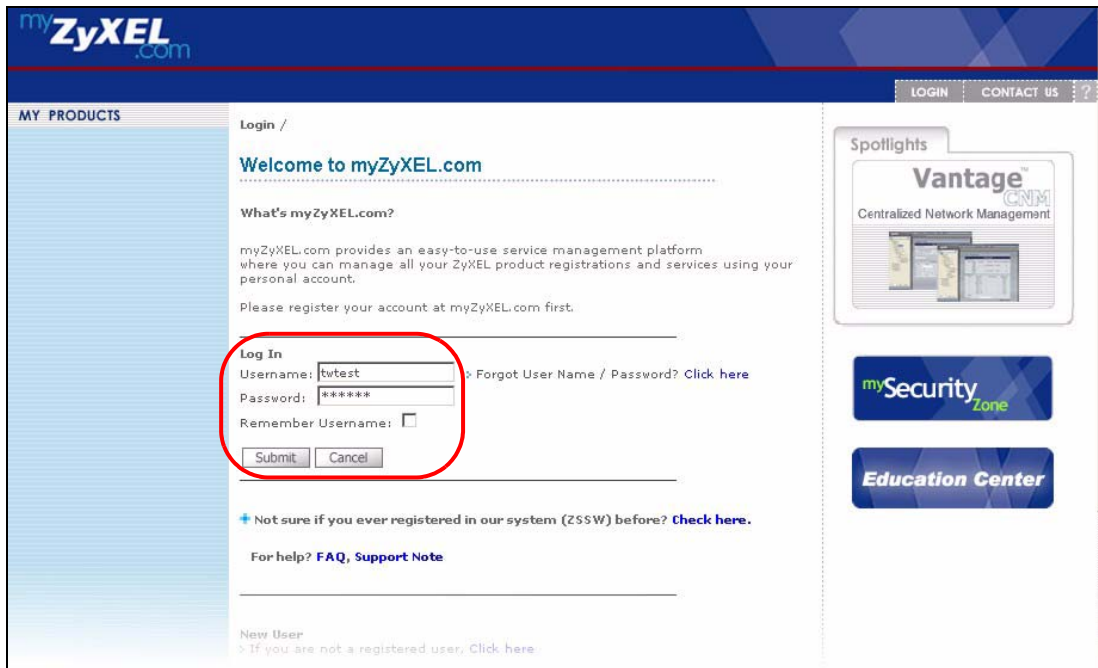 myZyXEL.com
LOGIN CONTACT US ?
MY PRODUCTS
Login /
Welcome to myZyXEL.com
What's myZyXEL.com?
myZyXEL.com provides an easy-to-use service management platform
where you can manage all your ZyXEL product registrations and services using your
personal account.
Please register your account at myZyXEL.com first.
Log In
Username: twtest > Forgot User Name / Password? Click here
Password: ******
Remember Username:
Submit Cancel
Not sure if you ever registered in our system (ZSSW) before? Check here.
For help? FAQ, Support Note
New User
> If you are not a registered user, Click here
Spotlights
Vantage™
CNM
Centralized Network Management
mySecurity
Zone
Education Center